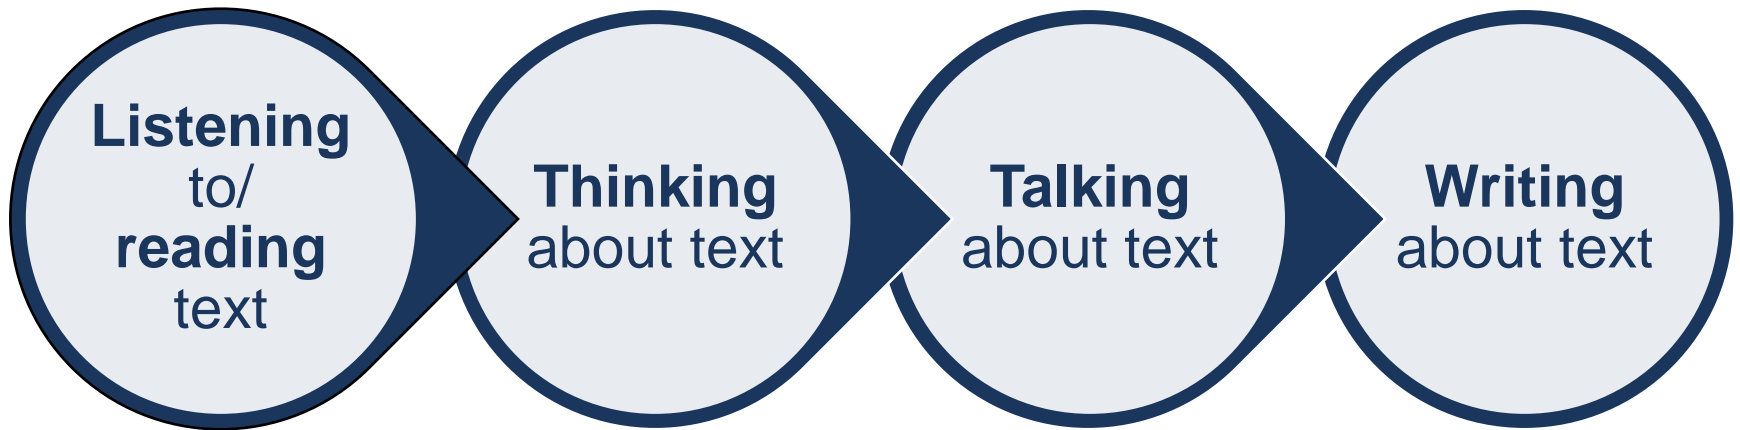 Listening
to/
reading
text
Thinking
about text
Talking
about text
Writing
about text